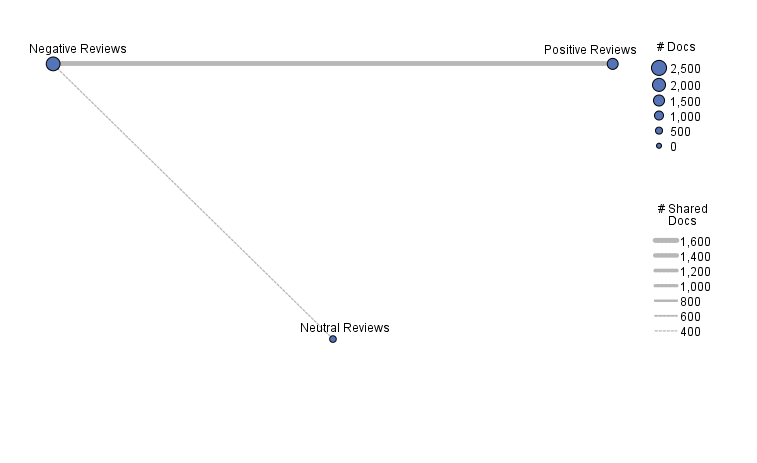 Negative Reviews
Positive Reviews
# Docs
2,500
2,000
1,500
1,000
500
0
# Shared
Docs
1,600
1,400
1,200
1,000
800
600
400
Neutral Reviews